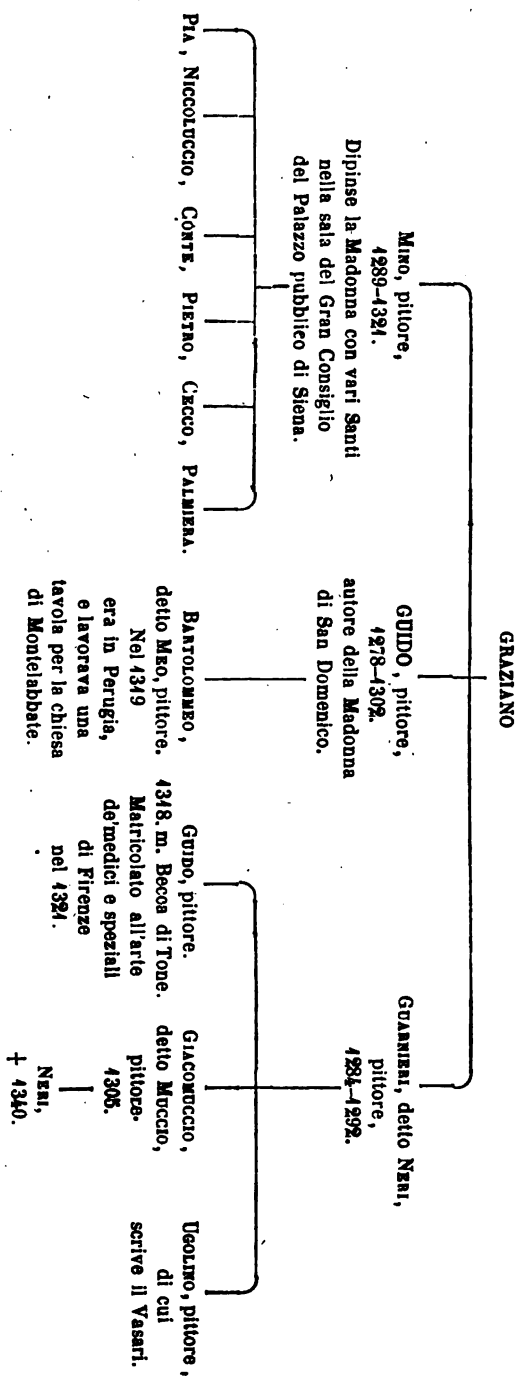 GRAZIANO
MINO, pittore,
1289-1321.
Dipinse la Madonna con vari Santi
nella sala del Gran Consiglio
del Palazzo pubblico di Siena.
PIA, NICCOLUCCIO, CONTE, PIETRO, CECCO, PALMIERA.
GUIDO, pittore,
1278-1302.
autore della Madonna
di San Domenico.
BARTOLOMMEO,
detto MEO, pittore.
Nel 1319
era in Perugia,
e lavorava una
tavola per la chiesa
di Montelabbate.
GUARNIERI, detto NERI,
pittore,
1284-1292.
GUIDO, pittore.
1318. m. Becca di Tone.
Matricolato all'arte
de'medici e speziali
di Firenze
nel 1321.
GIACOMUCCIO,
detto MUCCIO,
pittore.
1305.
NERI,
+ 1340.
UGOLINO, pittore,
di cui
scrive il Vasari.